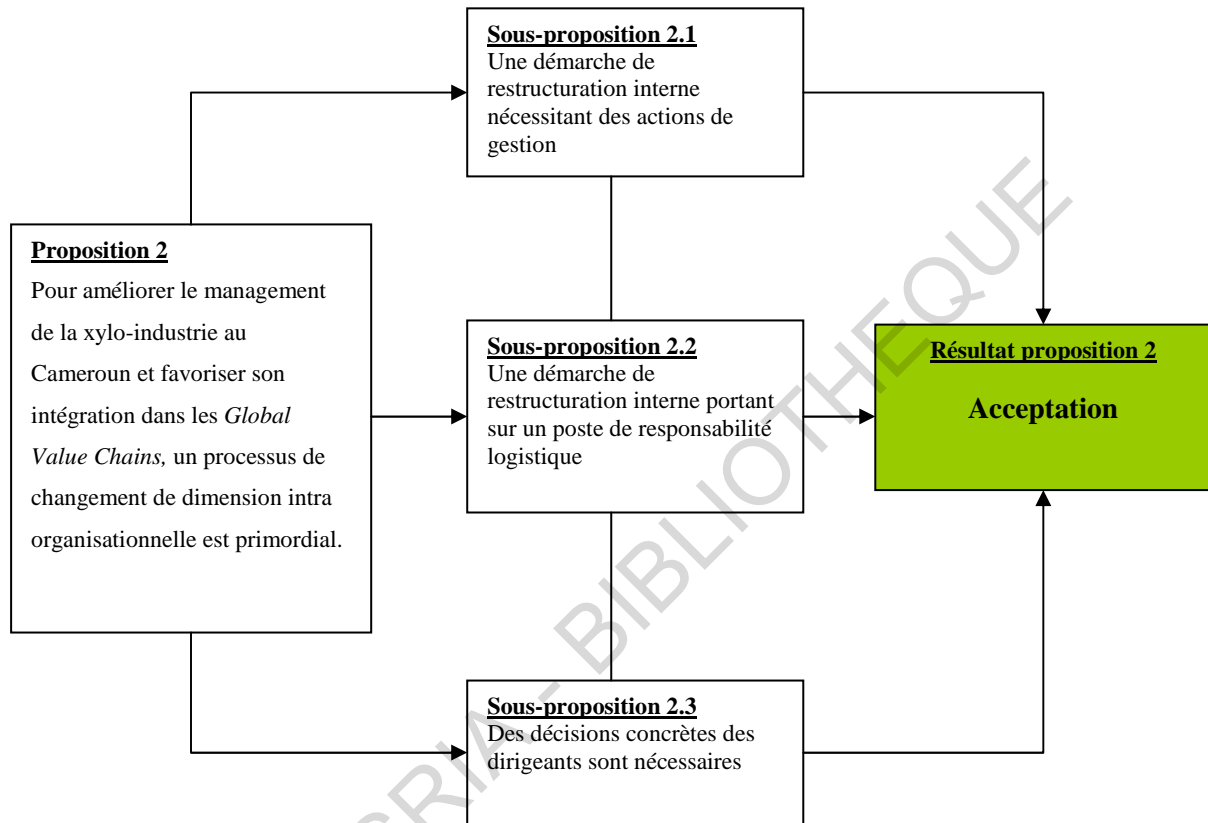 Sous-proposition 2.1
Une démarche de
restructuration interne
nécessitant des actions de
gestion
Proposition 2
Pour améliorer le management
de la xylo-industrie au
Cameroun et favoriser son
intégration dans les Global
Value Chains, un processus de
changement de dimension intra
organisationnelle est primordial.
Sous-proposition 2.2
Une démarche de
restructuration interne portant
sur un poste de responsabilité
logistique
Sous-proposition 2.3
Des décisions concrètes des
dirigeants sont nécessaires
Résultat proposition 2
Acceptation
SRIA - BIBLIOTHEQUE